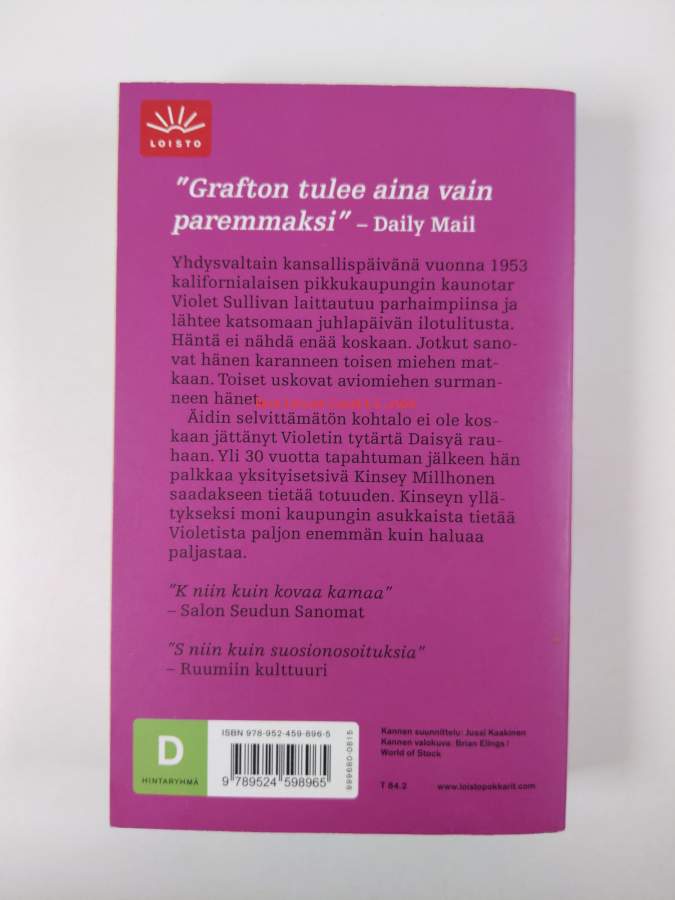 LOISTO
"Grafton tulee aina vain
paremmaksi" – Daily Mail
Yhdysvaltain kansallispäivänä vuonna 1953
kalifornialaisen pikkukaupungin kaunotar
Violet Sullivan laittautuu parhaimpiinsa ja
lähtee katsomaan juhlapäivän ilotulitusta.
Häntä ei nähdä enää koskaan. Jotkut sano-
vat hänen karanneen toisen miehen mat-
kaan. Toiset uskovat aviomiehen surman-
neen hänet.
Äidin selvittämätön kohtalo ei ole kos-
kaan jättänyt Violetin tytärtä Daisyä rau-
haan. Yli 30 vuotta tapahtuman jälkeen hän
palkkaa yksityisetsivä Kinsey Millhonen
saadakseen tietää totuuden. Kinseyn yllä-
tykseksi moni kaupungin asukkaista tietää
Violetista paljon enemmän kuin haluaa
paljastaa.
"K niin kuin kovaa kamaa"
– Salon Seudun Sanomat
"S niin kuin suosionosoituksia"
– Ruumiin kulttuuri
D
HINTARYHMÄ
ISBN 978-952-459-896-5
9 789524 598965
899680-0815
Kannen suunnittelu: Jussi Kaakinen
Kannen valokuva: Brian Elings /
World of Stock
T 84.2 www.loistopokkarit.com